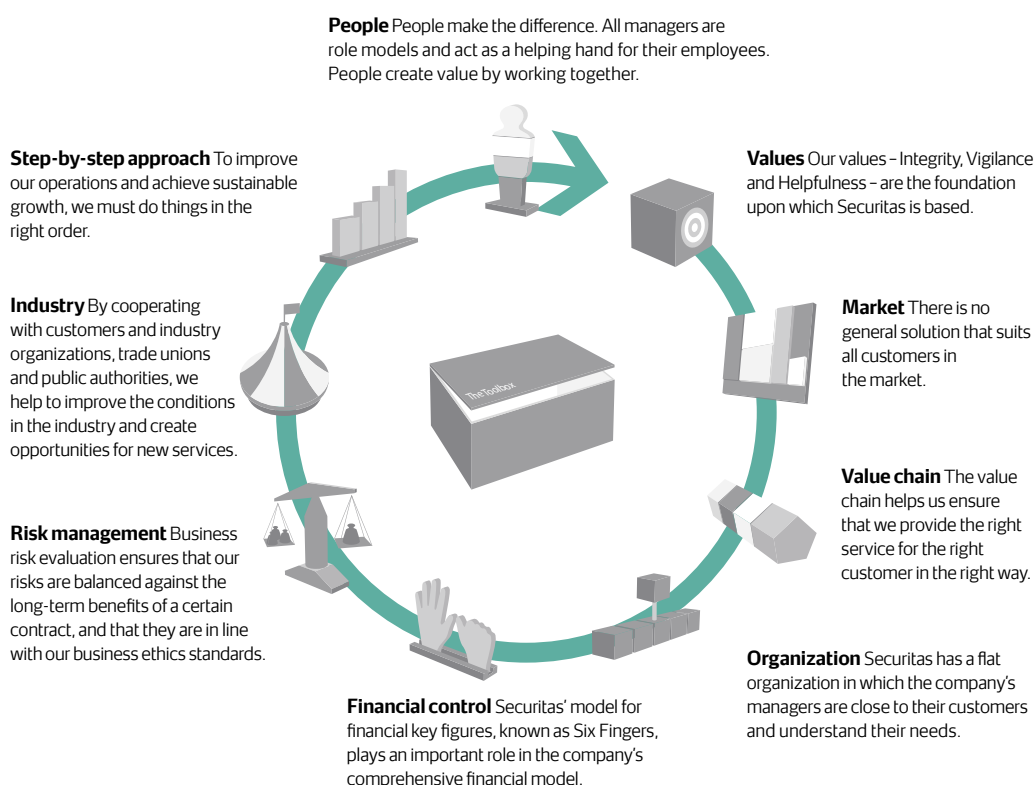 People People make the difference. All managers are
role models and act as a helping hand for their employees.
People create value by working together.
Values Our values – Integrity, Vigilance
and Helpfulness – are the foundation
upon which Securitas is based.
Market There is no
general solution that suits
all customers in
the market.
Value chain The value
chain helps us ensure
that we provide the right
service for the right
customer in the right way.
Organization Securitas has a flat
organization in which the company's
managers are close to their customers
and understand their needs.
Financial control Securitas' model for
financial key figures, known as Six Fingers,
plays an important role in the company's
comprehensive financial model.
Risk management Business
risk evaluation ensures that our
risks are balanced against the
long-term benefits of a certain
contract, and that they are in line
with our business ethics standards.
Industry By cooperating
with customers and industry
organizations, trade unions
and public authorities, we
help to improve the conditions
in the industry and create
opportunities for new services.
Step-by-step approach To improve
our operations and achieve sustainable
growth, we must do things in the
right order.
The Toolbox